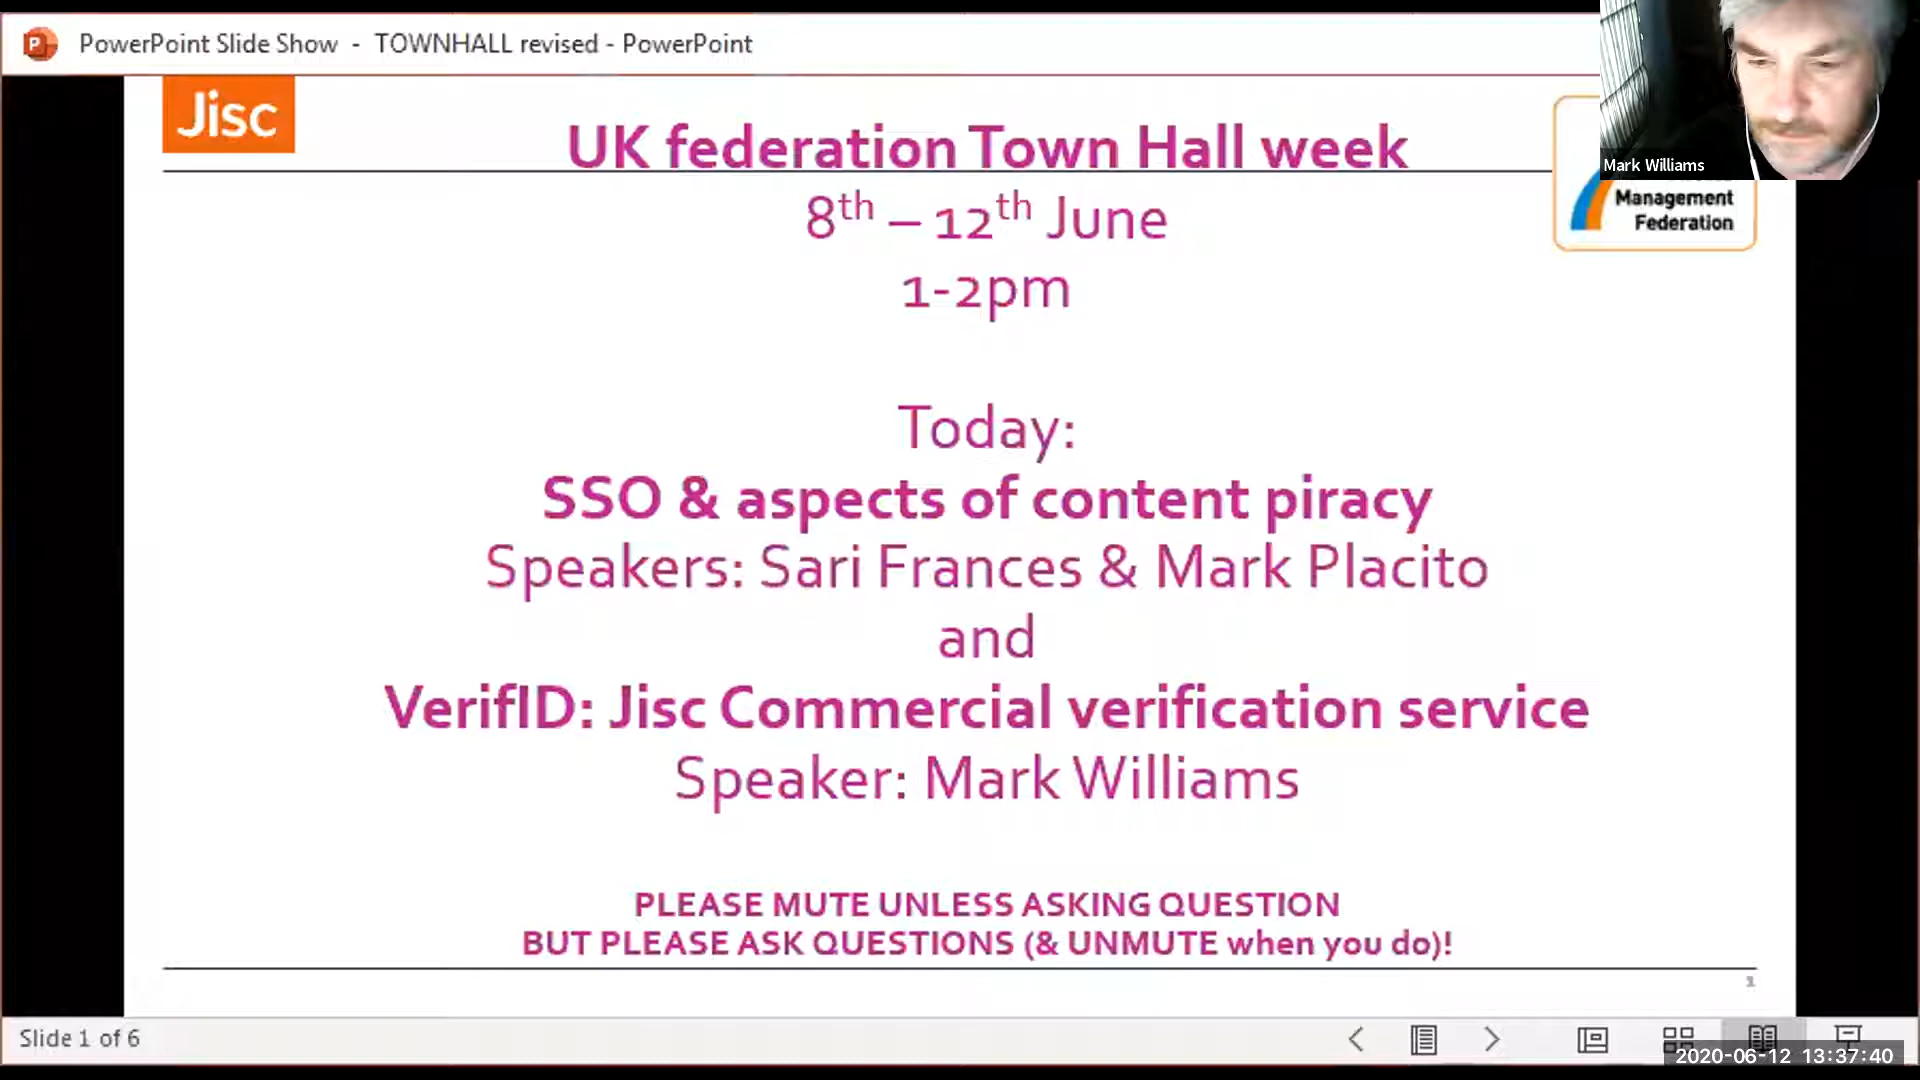 PowerPoint Slide Show - TOWNHALL revised - PowerPoint
Mark Williams
Jisc
Management
Federation
UK federation Town Hall week
8th – 12th June
1-2pm
Today:
SSO & aspects of content piracy
Speakers: Sari Frances & Mark Placito
and
VerifID: Jisc Commercial verification service
Speaker: Mark Williams
PLEASE MUTE UNLESS ASKING QUESTION
BUT PLEASE ASK QUESTIONS (& UNMUTE when you do)!
1
Slide 1 of 6
2020-06-12 13:37:40